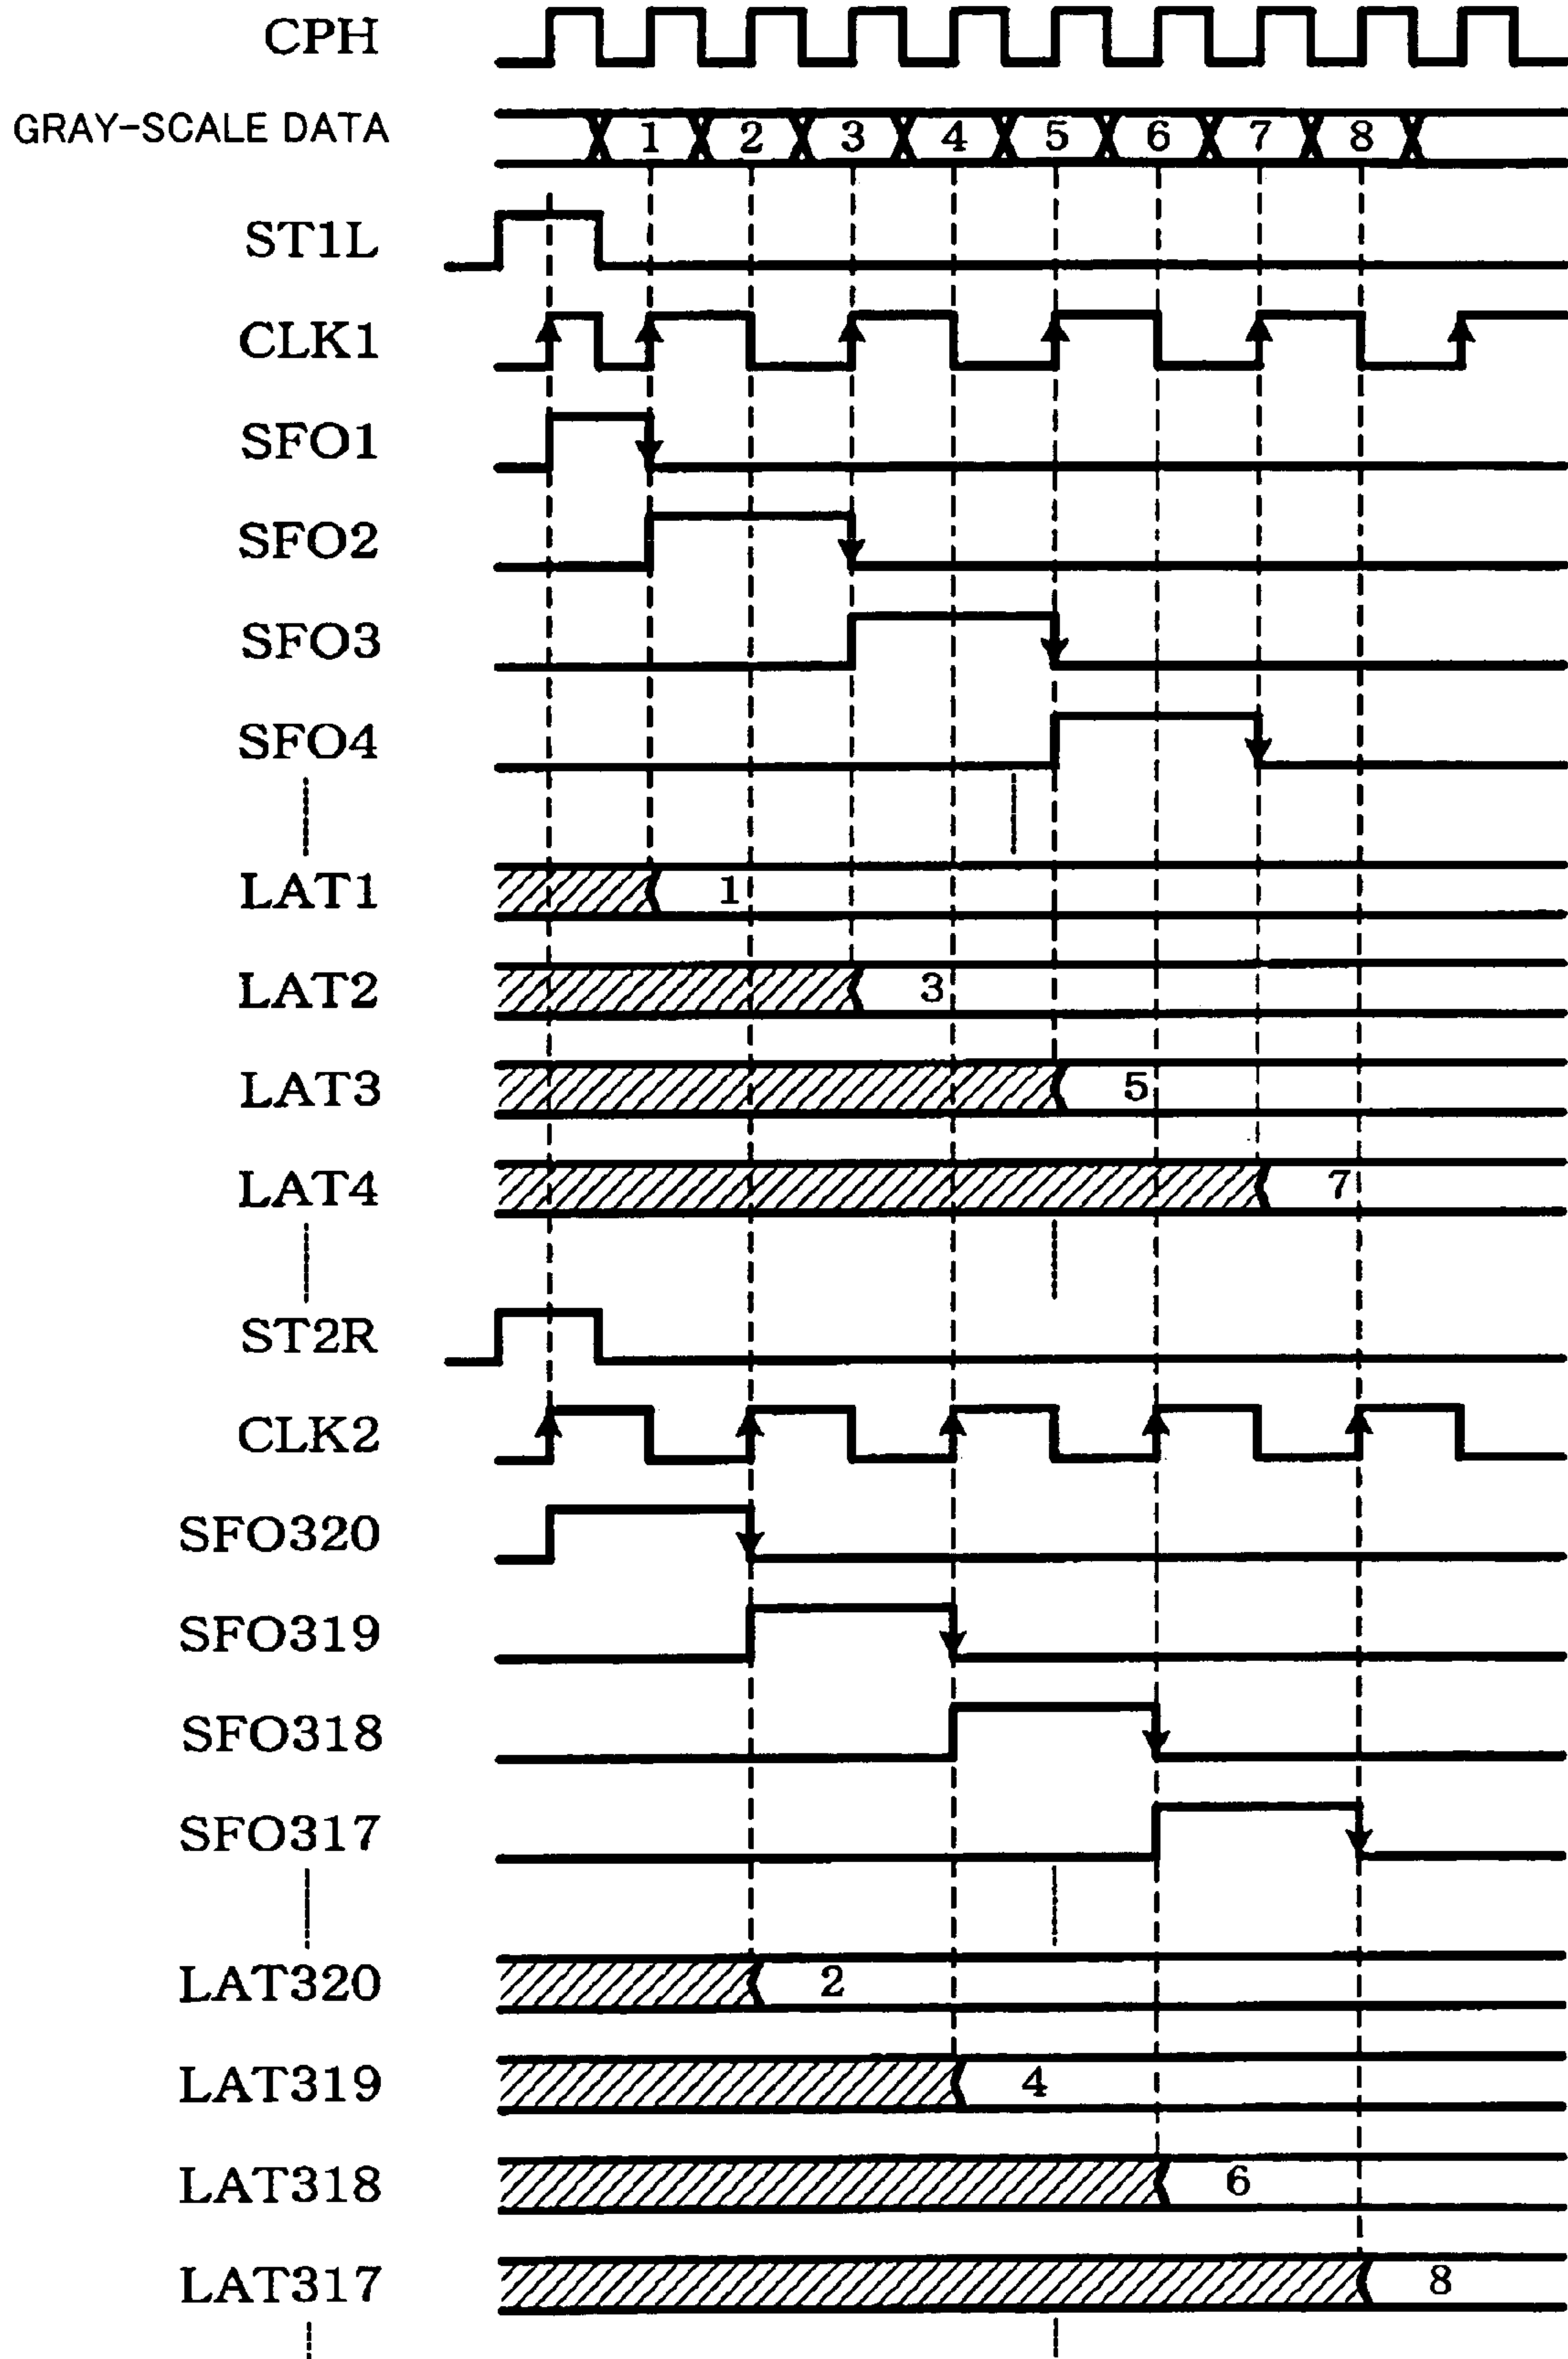 CPH
GRAY-SCALE DATA 1 2 3 4 5 6 7 8
ST1L
CLK1
SFO1
SFO2
SFO3
SFO4
LAT1 1
LAT2 3
LAT3 5
LAT4 7
ST2R
CLK2
SFO320
SFO319
SFO318
SFO317
LAT320 2
LAT319 4
LAT318 6
LAT317 8